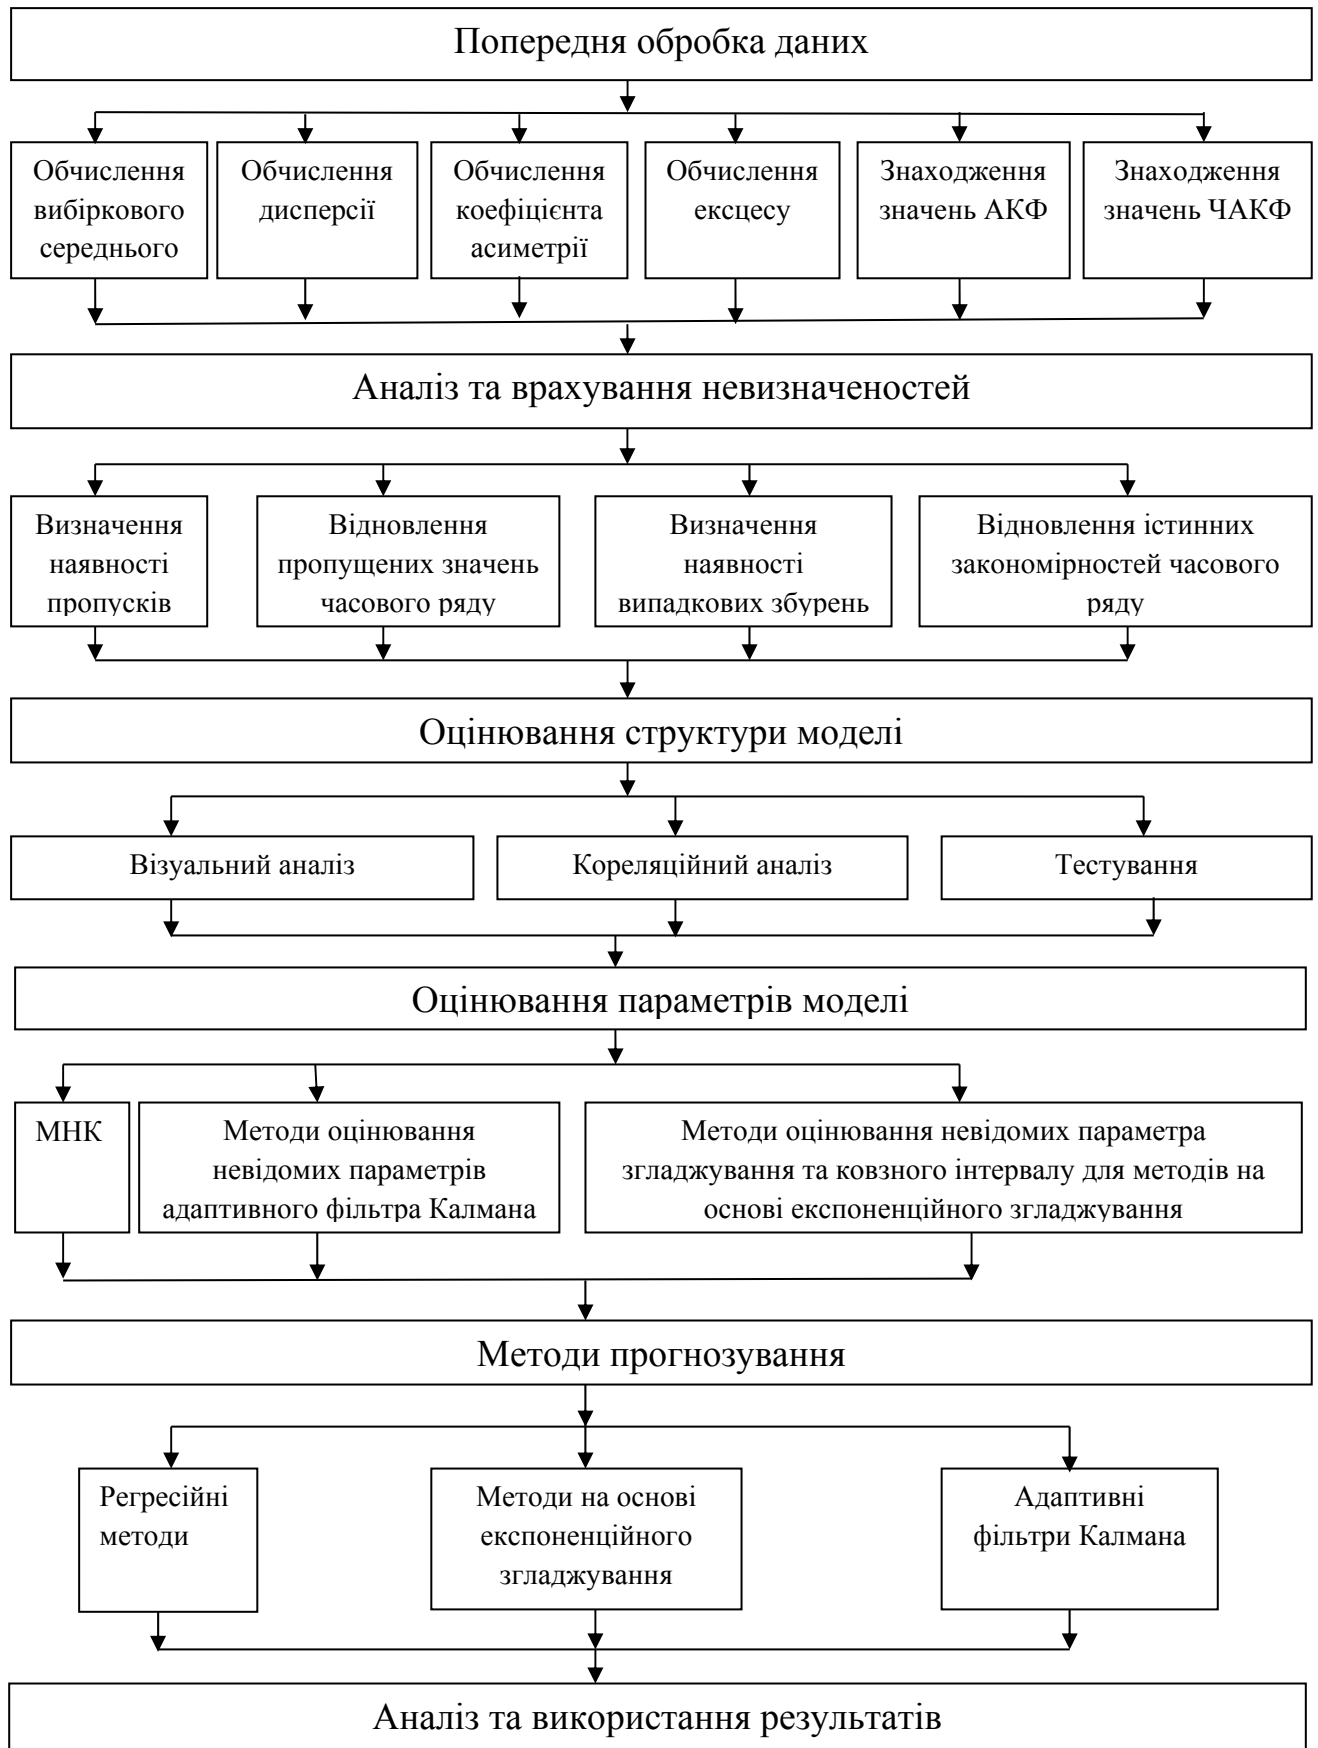 Попередня обробка даних
Обчислення
вибіркового
середнього
Обчислення
дисперсії
Обчислення
коефіцієнта
асиметрії
Обчислення
ексцесу
Знаходження
значень АКФ
Знаходження
значень ЧАКФ
Аналіз та врахування невизначеностей
Визначення
наявності
пропусків
Відновлення
пропущених значень
часового ряду
Визначення
наявності
випадкових збурень
Відновлення істинних
закономірностей часового
ряду
Оцінювання структури моделі
Візуальний аналіз
Кореляційний аналіз
Тестування
Оцінювання параметрів моделі
МНК
Методи оцінювання
невідомих параметрів
адаптивного фільтра Калмана
Методи оцінювання невідомих параметра
згладжування та ковзного інтервалу для методів на
основі експоненційного згладжування
Методи прогнозування
Регресійні
методи
Методи на основі
експоненційного
згладжування
Адаптивні
фільтри Калмана
Аналіз та використання результатів